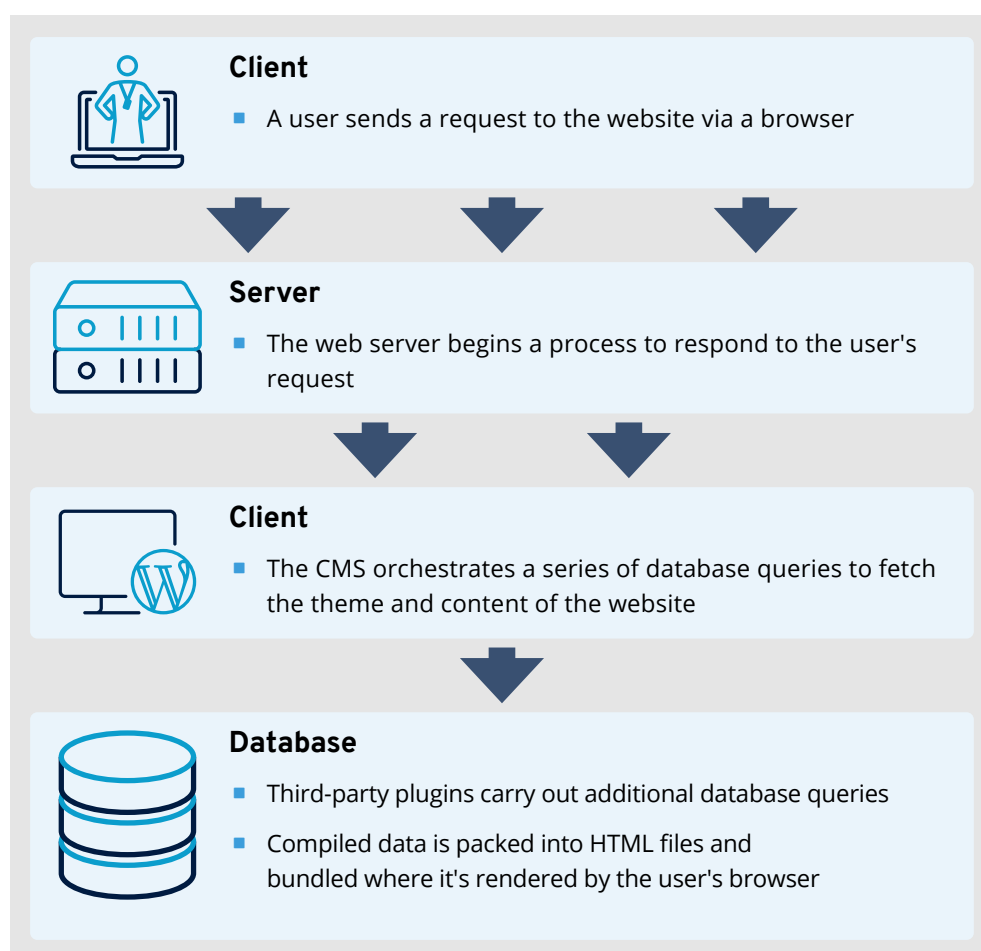 Client
A user sends a request to the website via a browser
Server
The web server begins a process to respond to the user's
request
Client
The CMS orchestrates a series of database queries to fetch
the theme and content of the website
Database
Third-party plugins carry out additional database queries
Compiled data is packed into HTML files and
bundled where it's rendered by the user's browser